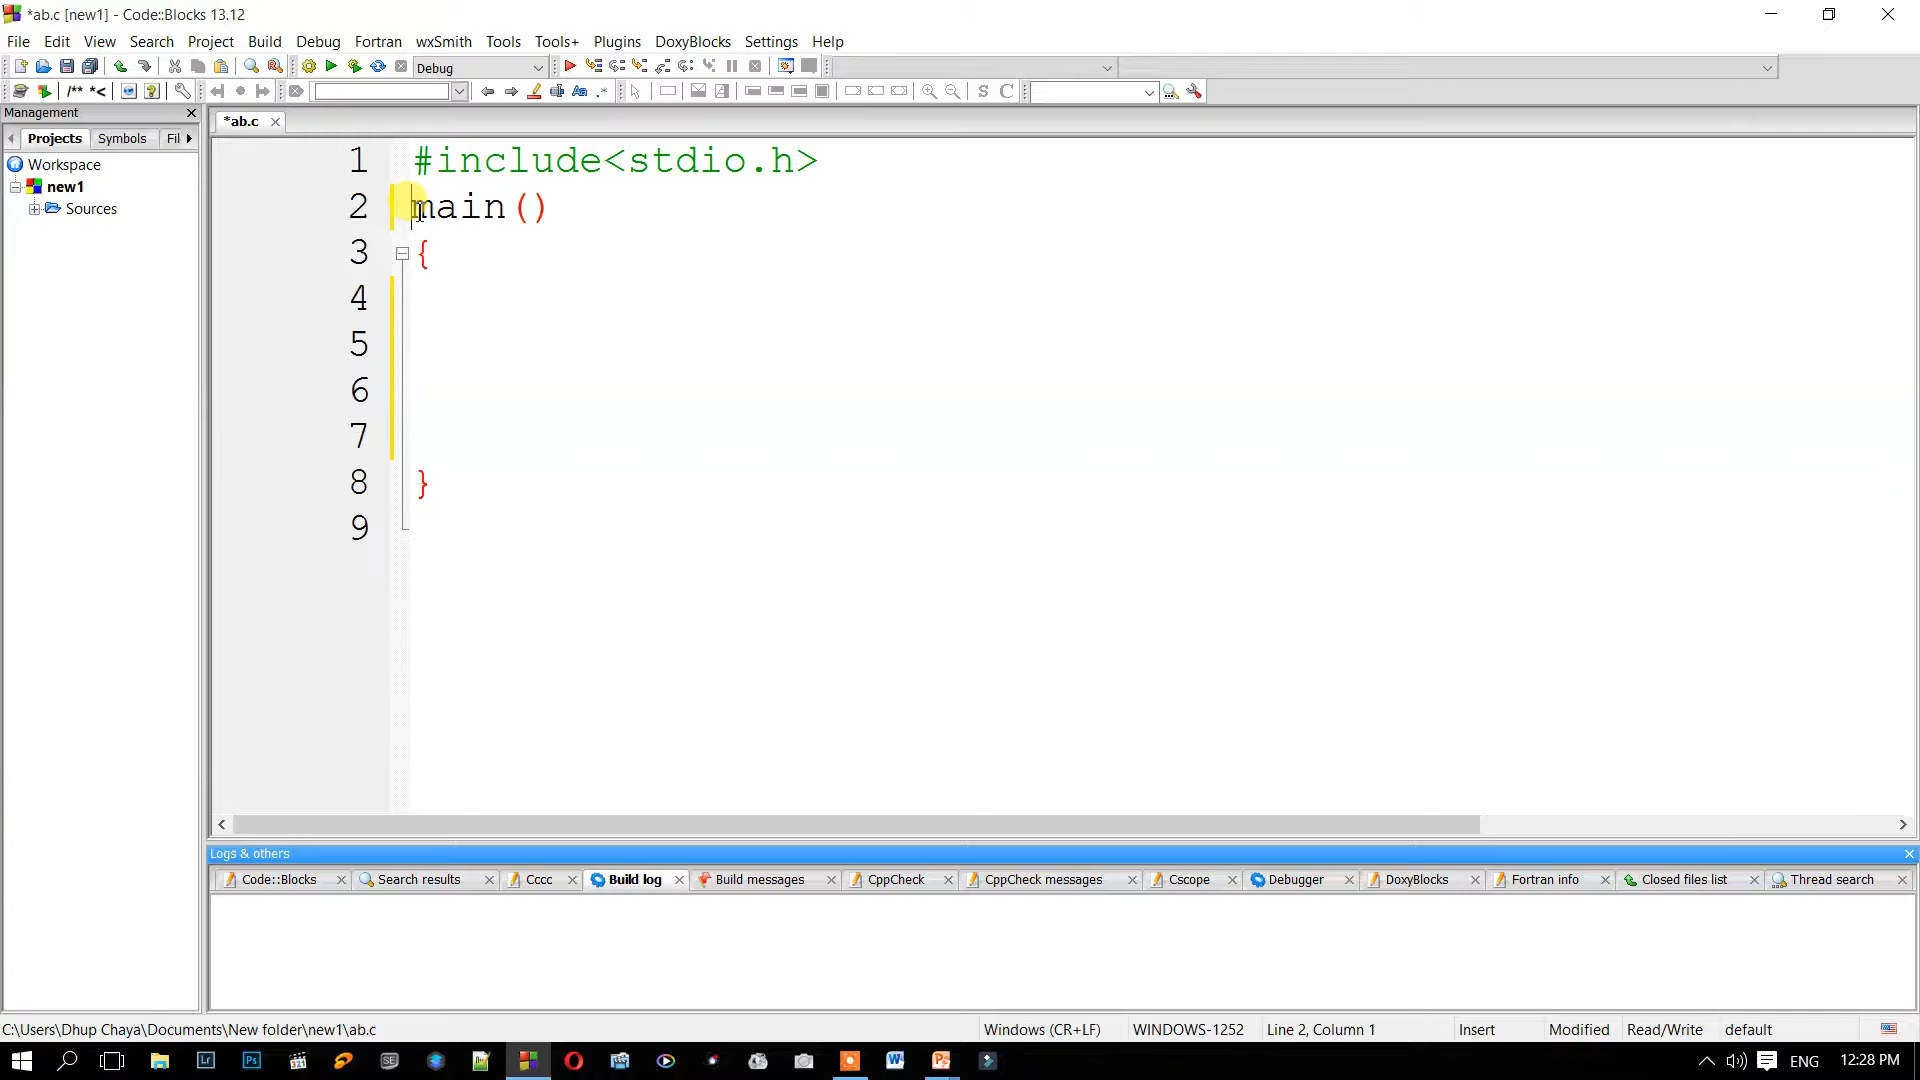 *ab.c [new1] - Code::Blocks 13.12
File Edit View Search Project Build Debug Fortran wxSmith Tools Tools+ Plugins DoxyBlocks Settings Help
Debug
/** *<
S C
Management
*ab.c
Projects Symbols Fil
Workspace
new1
Sources
1 #include<stdio.h>
2 main()
3 {
4
5
6
7
8 }
9
Logs & others
Code::Blocks Search results Cccc Build log Build messages CppCheck CppCheck messages Cscope Debugger DoxyBlocks Fortran info Closed files list Thread search
C:\Users\Dhup Chaya\Documents\New folder\new1\ab.c Windows (CR+LF) WINDOWS-1252 Line 2, Column 1 Insert Modified Read/Write default
Lr Ps 321 SE W P ENG 12:28 PM